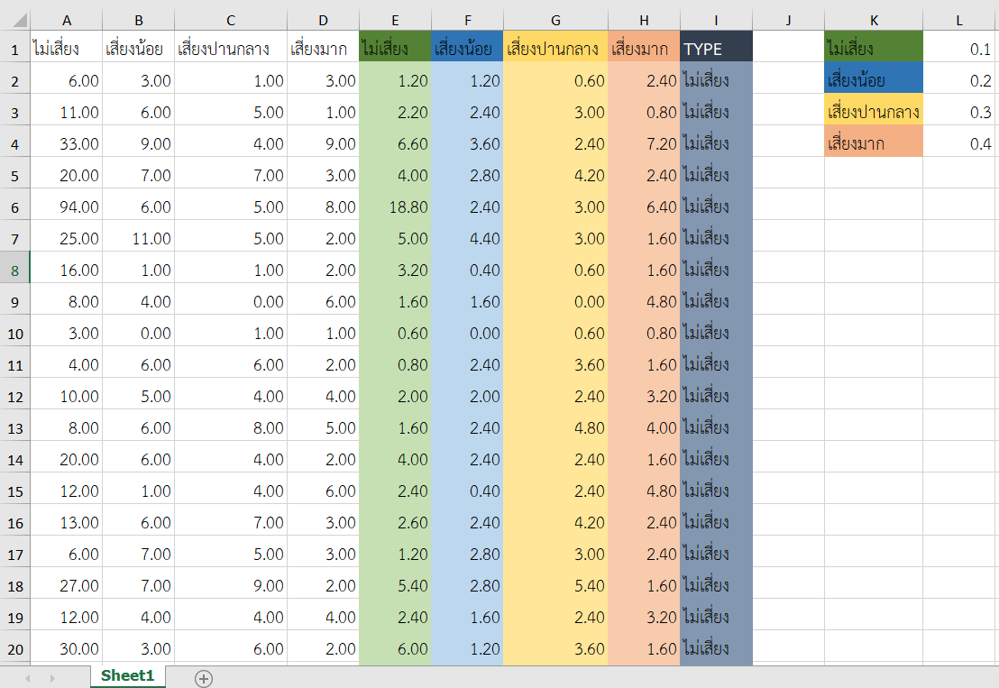 A B C D E F G H I J K L
1 ไม่เสี่ยง เสี่ยงน้อย เสี่ยงปานกลาง เสี่ยงมาก ไม่เสี่ยง เสี่ยงน้อย เสี่ยงปานกลาง เสี่ยงมาก TYPE ไม่เสี่ยง 0.1
2 6.00 3.00 1.00 3.00 1.20 1.20 0.60 2.40 ไม่เสี่ยง เสี่ยงน้อย 0.2
3 11.00 6.00 5.00 1.00 2.20 2.40 3.00 0.80 ไม่เสี่ยง เสี่ยงปานกลาง 0.3
4 33.00 9.00 4.00 9.00 6.60 3.60 2.40 7.20 ไม่เสี่ยง เสี่ยงมาก 0.4
5 20.00 7.00 7.00 3.00 4.00 2.80 4.20 2.40 ไม่เสี่ยง
6 94.00 6.00 5.00 8.00 18.80 2.40 3.00 6.40 ไม่เสี่ยง
7 25.00 11.00 5.00 2.00 5.00 4.40 3.00 1.60 ไม่เสี่ยง
8 16.00 1.00 1.00 2.00 3.20 0.40 0.60 1.60 ไม่เสี่ยง
9 8.00 4.00 0.00 6.00 1.60 1.60 0.00 4.80 ไม่เสี่ยง
10 3.00 0.00 1.00 1.00 0.60 0.00 0.60 0.80 ไม่เสี่ยง
11 4.00 6.00 6.00 2.00 0.80 2.40 3.60 1.60 ไม่เสี่ยง
12 10.00 5.00 4.00 4.00 2.00 2.00 2.40 3.20 ไม่เสี่ยง
13 8.00 6.00 8.00 5.00 1.60 2.40 4.80 4.00 ไม่เสี่ยง
14 20.00 6.00 4.00 2.00 4.00 2.40 2.40 1.60 ไม่เสี่ยง
15 12.00 1.00 4.00 6.00 2.40 0.40 2.40 4.80 ไม่เสี่ยง
16 13.00 6.00 7.00 3.00 2.60 2.40 4.20 2.40 ไม่เสี่ยง
17 6.00 7.00 5.00 3.00 1.20 2.80 3.00 2.40 ไม่เสี่ยง
18 27.00 7.00 9.00 2.00 5.40 2.80 5.40 1.60 ไม่เสี่ยง
19 12.00 4.00 4.00 4.00 2.40 1.60 2.40 3.20 ไม่เสี่ยง
20 30.00 3.00 6.00 2.00 6.00 1.20 3.60 1.60 ไม่เสี่ยง
Sheet1